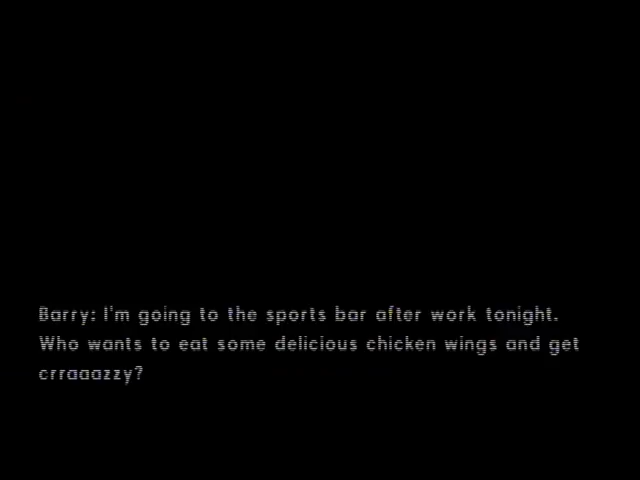 Barry: I'm going to the sports bar after work tonight.
Who wants to eat some delicious chicken wings and get
crraaazzy?